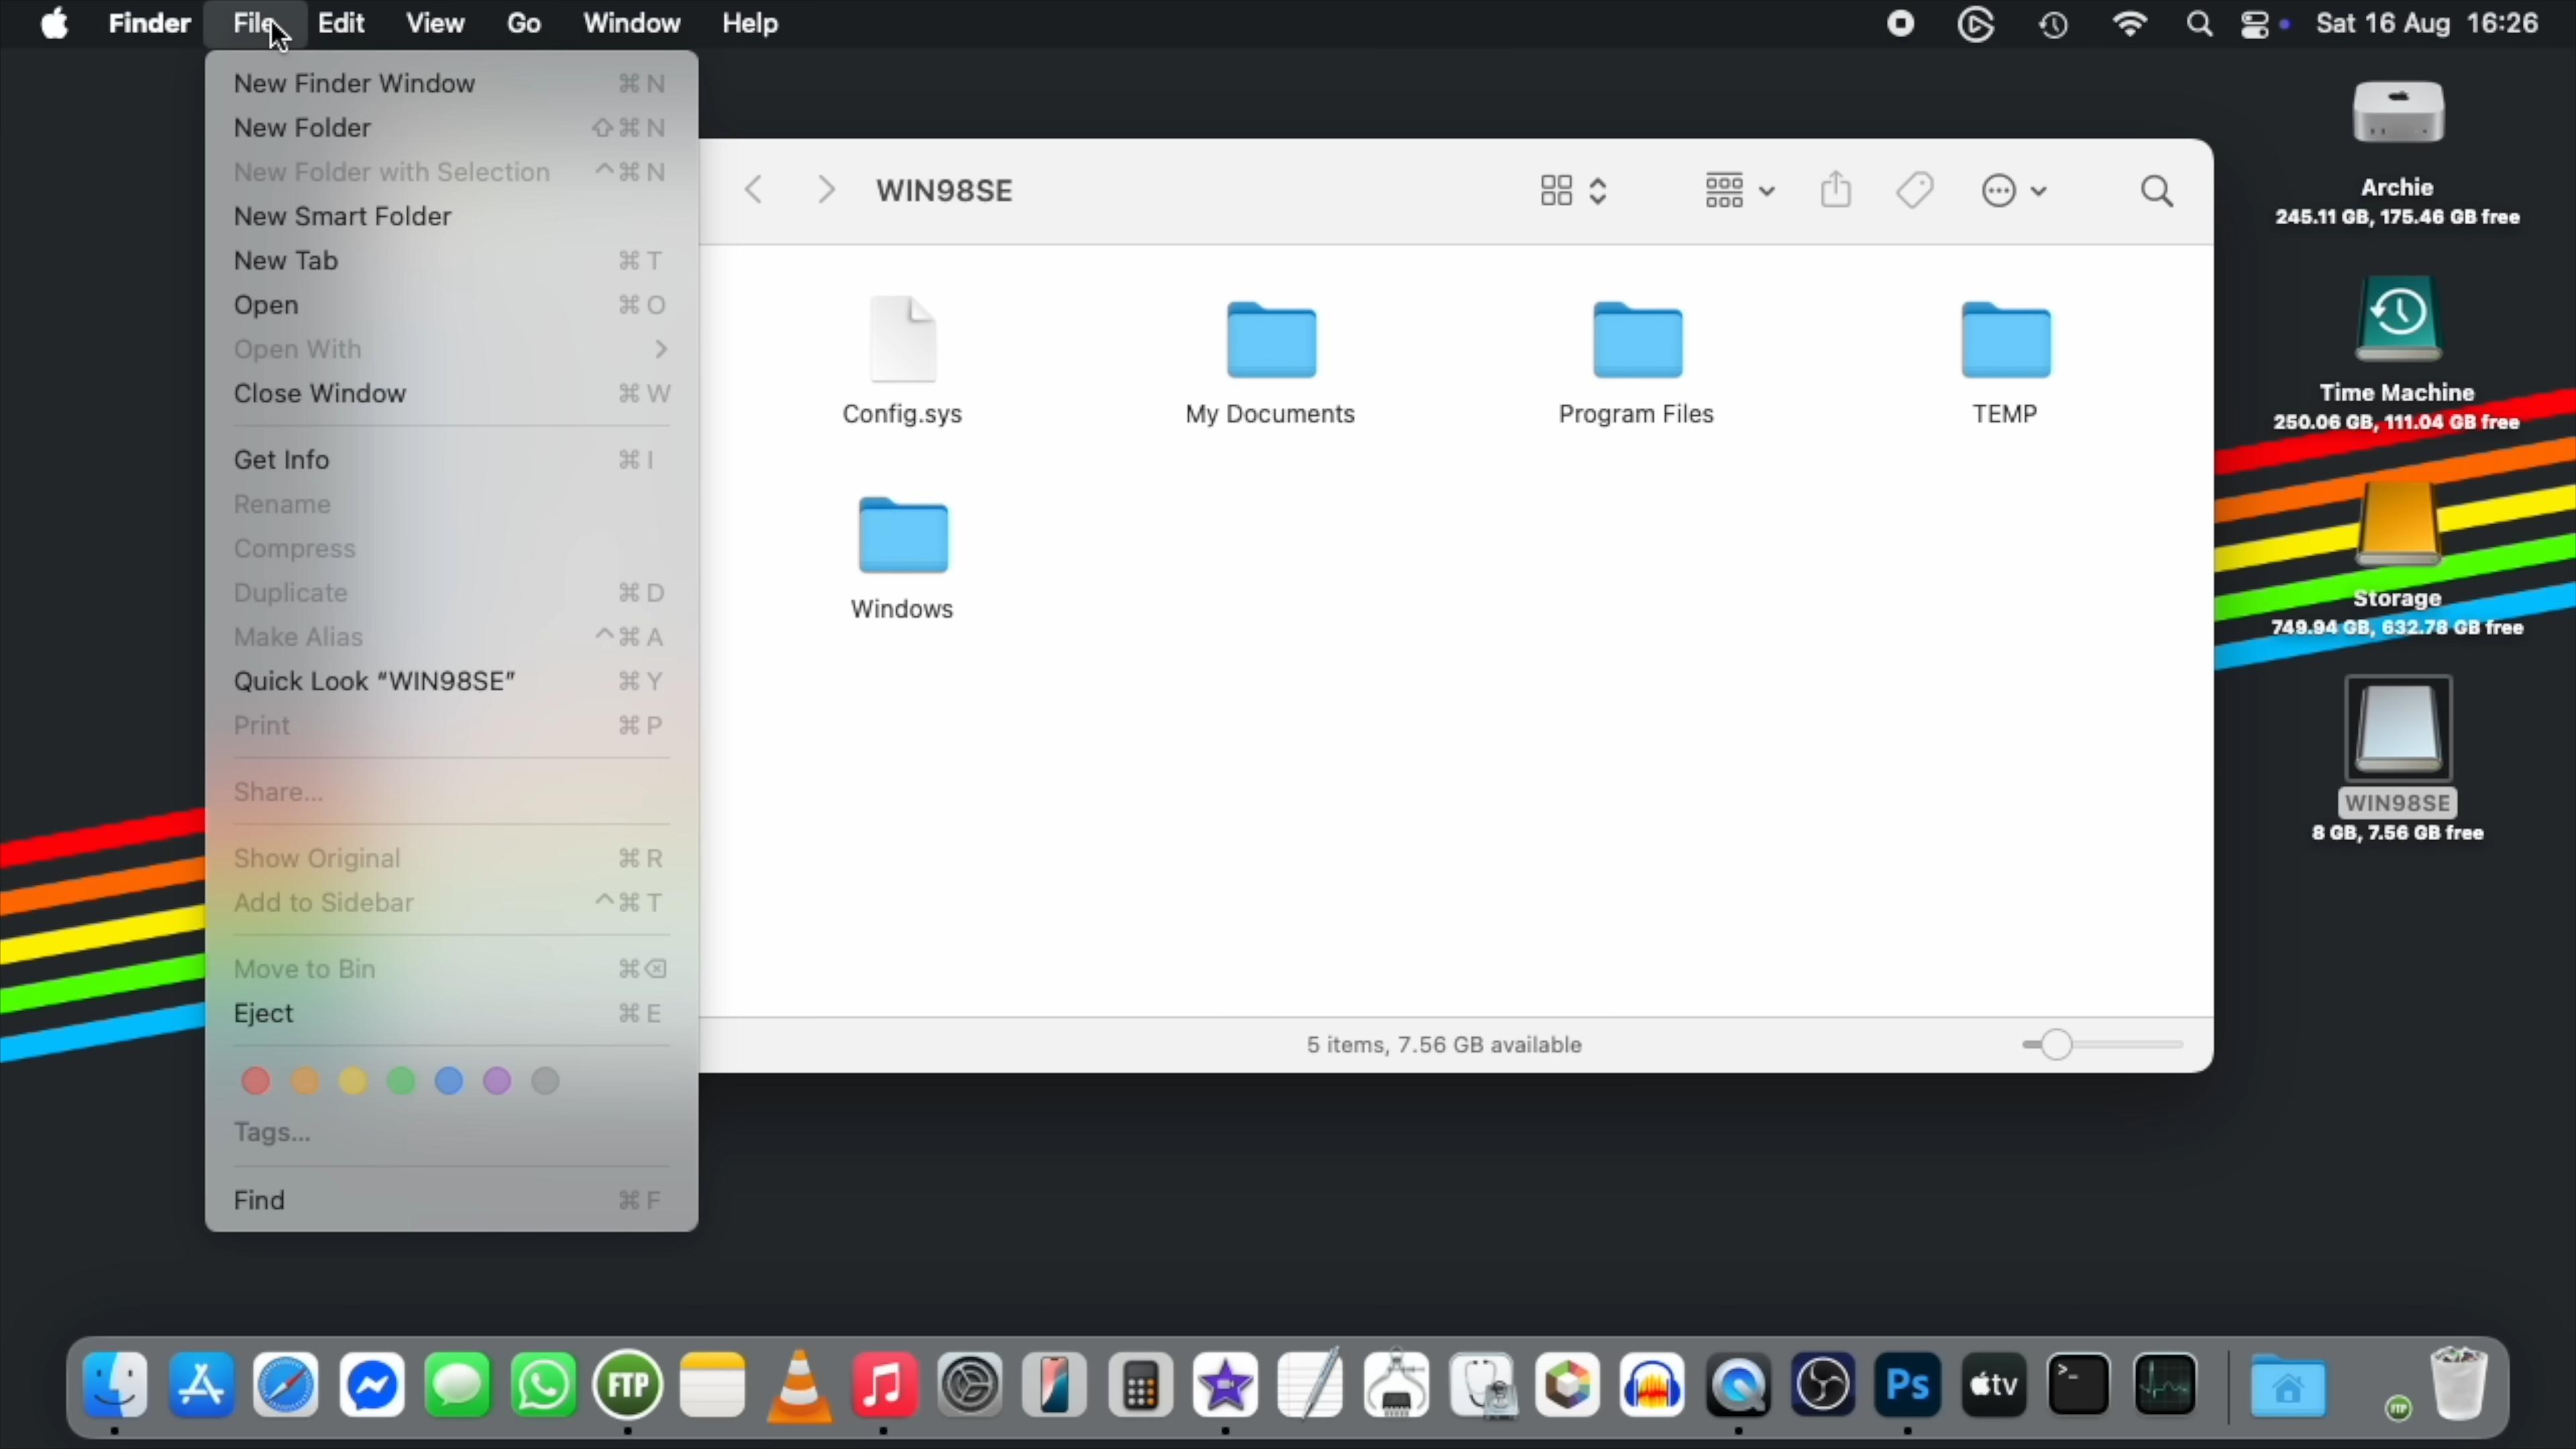 Finder File Edit View Go Window Help Sat 16 Aug 16:26
New Finder Window ⌘ N
New Folder ⇧ ⌘ N
New Folder with Selection ^ ⌘ N
New Smart Folder
New Tab ⌘ T
Open ⌘ O
Open With
Close Window ⌘ W
Get Info ⌘ I
Rename
Compress
Duplicate ⌘ D
Make Alias ^ ⌘ A
Quick Look “WIN98SE” ⌘ Y
Print ⌘ P
Share...
Show Original ⌘ R
Add to Sidebar ^ ⌘ T
Move to Bin ⌘ ⌫
Eject ⌘ E
Tags...
Find ⌘ F
WIN98SE
Config.sys
My Documents
Program Files
TEMP
Windows
5 items, 7.56 GB available
Archie
245.11 GB, 175.46 GB free
Time Machine
250.06 GB, 111.04 GB free
Storage
749.94 GB, 632.78 GB free
WIN98SE
8 GB, 7.56 GB free
FTP
Ps
tv
>_
FTP